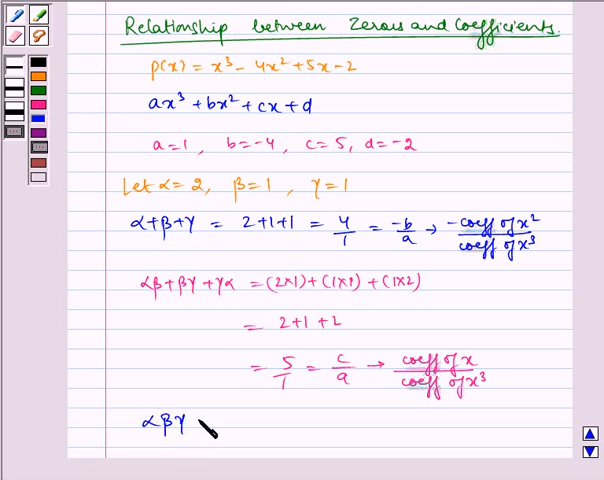 Relationship between Zeroes and Coefficients.
p(x) = x³ - 4x² + 5x - 2
ax³ + bx² + cx + d
a = 1 , b = -4 , c = 5, d = -2
Let α = 2, β = 1 , γ = 1
α+β+γ = 2+1+1 = 4/1 = -b/a → -coeff of x²/coeff of x³
αβ + βγ + γα = (2×1) + (1×1) + (1×2)
= 2+1+2
= 5/1 = c/a → coeff of x/coeff of x³
αβγ